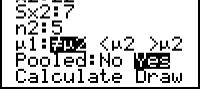 Sx2:7
n2:5
μ1:≠μ2 <μ2 >μ2
Pooled:No Yes
Calculate Draw